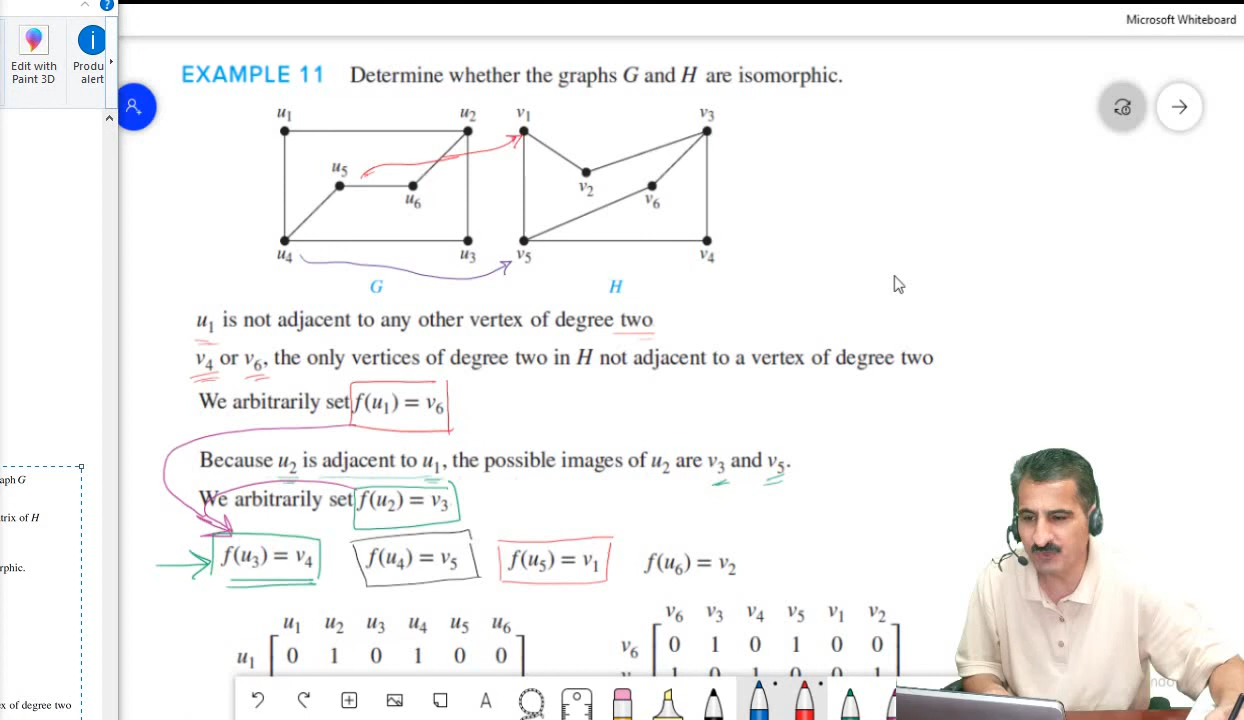 Microsoft Whiteboard
Edit with
Paint 3D
Produ
alert
EXAMPLE 11 Determine whether the graphs G and H are isomorphic.
u1 u2 v1 v3
u5 u6 v2 v6
u4 u3 v5 v4
G H
u1 is not adjacent to any other vertex of degree two
v4 or v6, the only vertices of degree two in H not adjacent to a vertex of degree two
We arbitrarily set f(u1) = v6
Because u2 is adjacent to u1, the possible images of u2 are v3 and v5.
We arbitrarily set f(u2) = v3
f(u3) = v4 f(u4) = v5 f(u5) = v1 f(u6) = v2
u1 u2 u3 u4 u5 u6
u1 0 1 0 1 0 0
v6 v3 v4 v5 v1 v2
v6 0 1 0 1 0 0
aph G
trix of H
rphic.
x of degree two